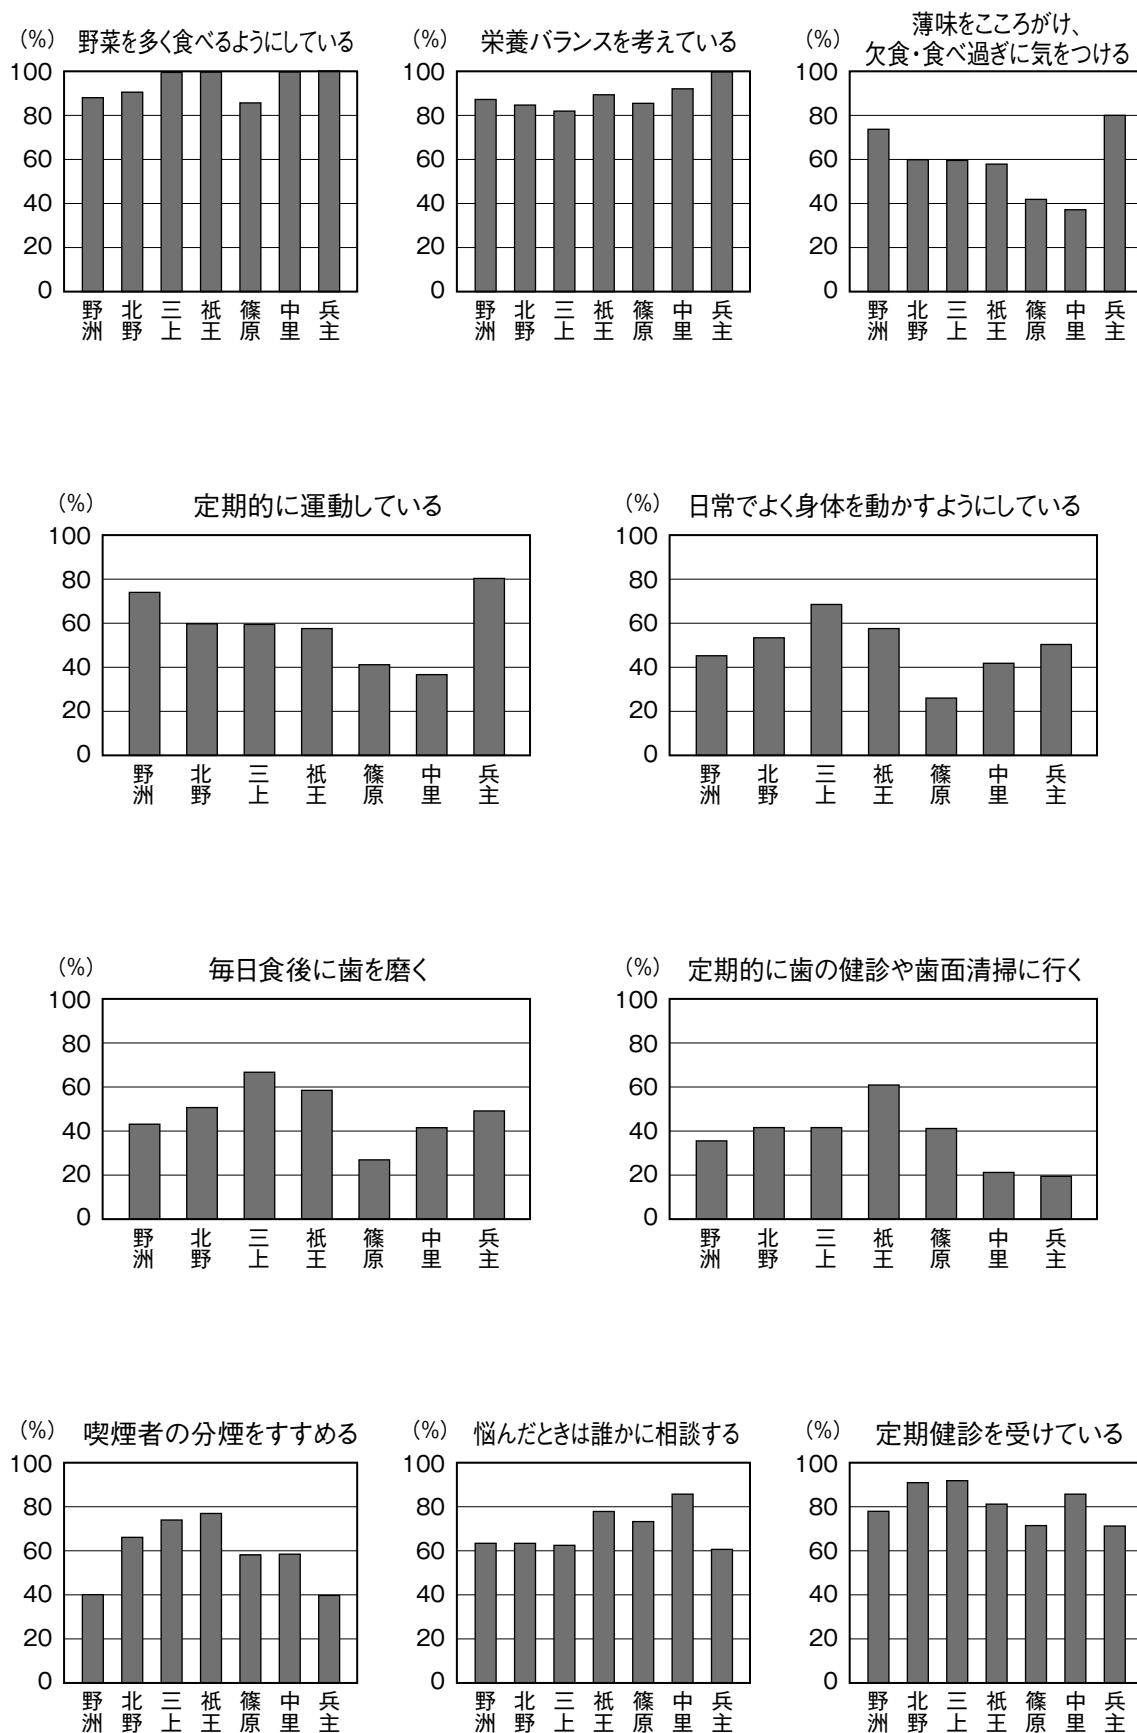 (%) 野菜を多く食べるようにしている
100
80
60
40
20
0
野洲 北野 三上 祇王 篠原 中里 兵主
(%) 栄養バランスを考えている
100
80
60
40
20
0
野洲 北野 三上 祇王 篠原 中里 兵主
薄味をこころがけ、
(%) 欠食・食べ過ぎに気をつける
100
80
60
40
20
0
野洲 北野 三上 祇王 篠原 中里 兵主
(%) 定期的に運動している
100
80
60
40
20
0
野洲 北野 三上 祇王 篠原 中里 兵主
(%) 日常でよく身体を動かすようにしている
100
80
60
40
20
0
野洲 北野 三上 祇王 篠原 中里 兵主
(%) 毎日食後に歯を磨く
100
80
60
40
20
0
野洲 北野 三上 祇王 篠原 中里 兵主
(%) 定期的に歯の健診や歯面清掃に行く
100
80
60
40
20
0
野洲 北野 三上 祇王 篠原 中里 兵主
(%) 喫煙者の分煙をすすめる
100
80
60
40
20
0
野洲 北野 三上 祇王 篠原 中里 兵主
(%) 悩んだときは誰かに相談する
100
80
60
40
20
0
野洲 北野 三上 祇王 篠原 中里 兵主
(%) 定期健診を受けている
100
80
60
40
20
0
野洲 北野 三上 祇王 篠原 中里 兵主